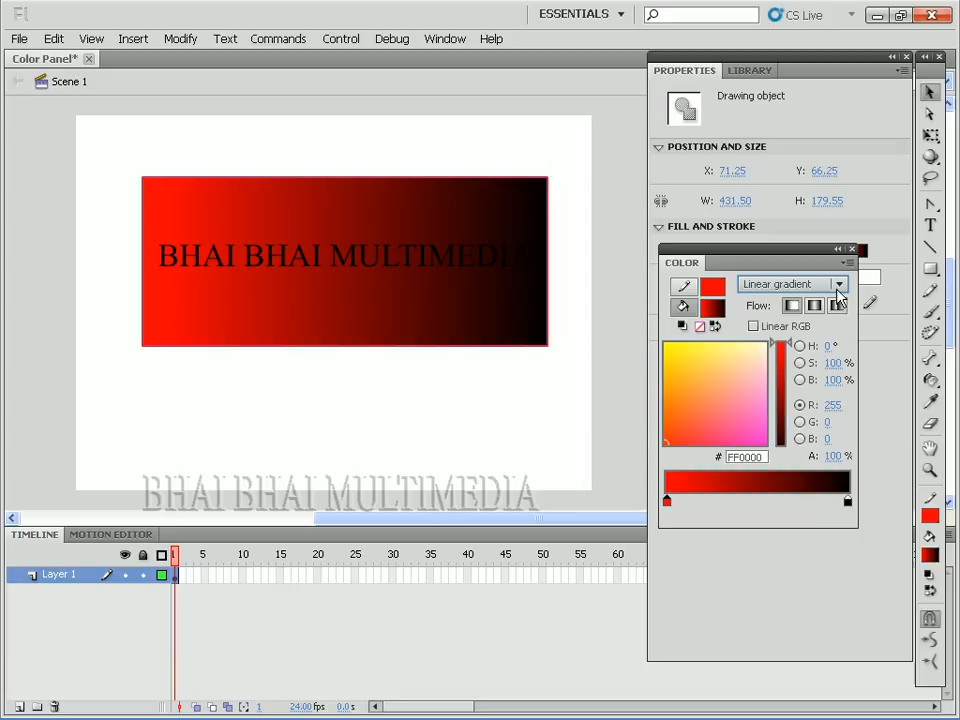 Fl
ESSENTIALS
CS Live
File Edit View Insert Modify Text Commands Control Debug Window Help
Color Panel*
Scene 1
PROPERTIES LIBRARY
Drawing object
POSITION AND SIZE
X: 71.25 Y: 66.25
W: 431.50 H: 179.55
FILL AND STROKE
COLOR
Linear gradient
Flow:
Linear RGB
H: 0 °
S: 100 %
B: 100 %
R: 255
G: 0
B: 0
# FF0000 A: 100 %
BHAI BHAI MULTIMEDIA
BHAI BHAI MULTIMEDIA
TIMELINE MOTION EDITOR
1 5 10 15 20 25 30 35 40 45 50 55 60
Layer 1
1 24.00 fps 0.0 s